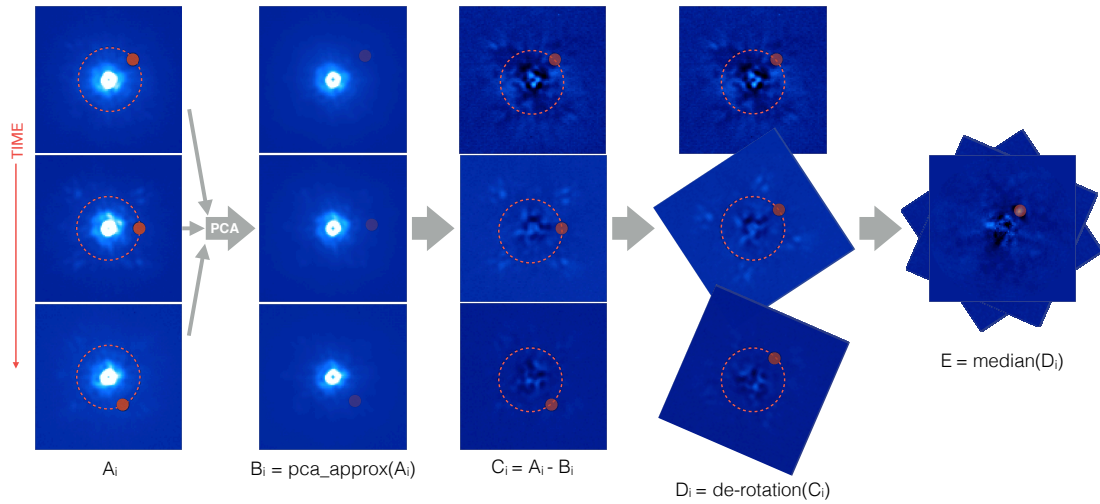 TIME
PCA
Aᵢ
Bᵢ = pca_approx(Aᵢ)
Cᵢ = Aᵢ - Bᵢ
Dᵢ = de-rotation(Cᵢ)
E = median(Dᵢ)